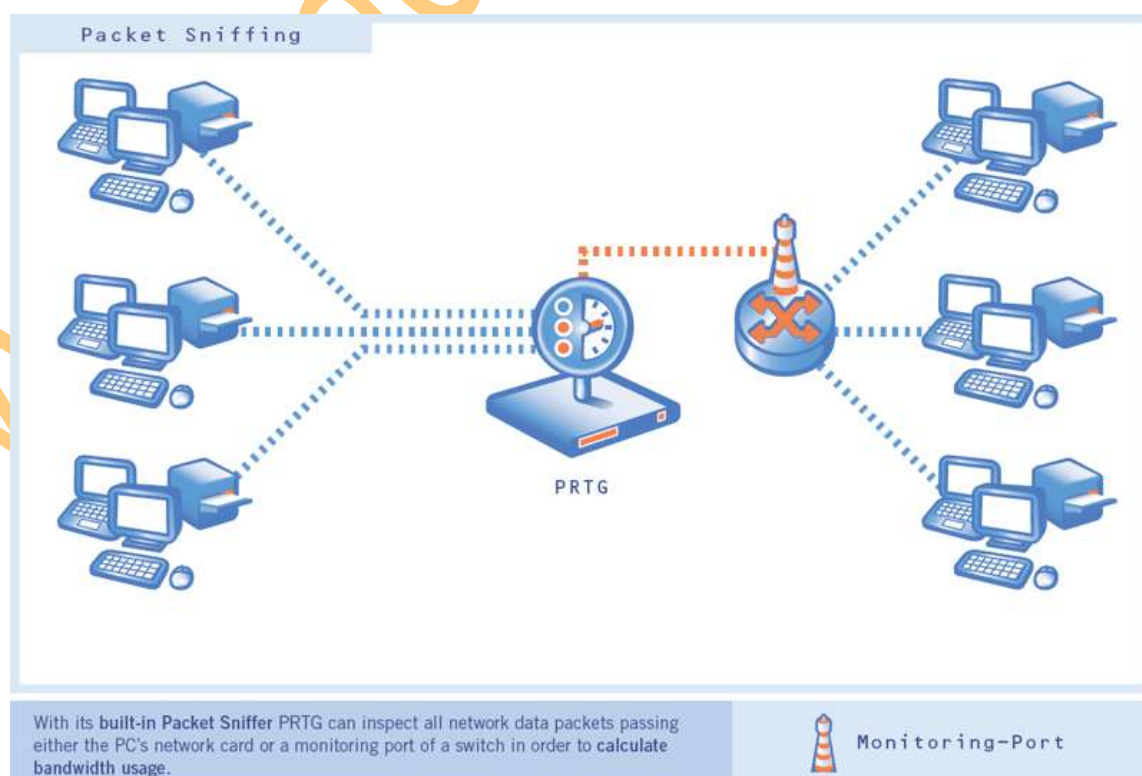 Packet Sniffing
PRTG
With its built-in Packet Sniffer PRTG can inspect all network data packets passing
either the PC's network card or a monitoring port of a switch in order to calculate
bandwidth usage.
Monitoring-Port